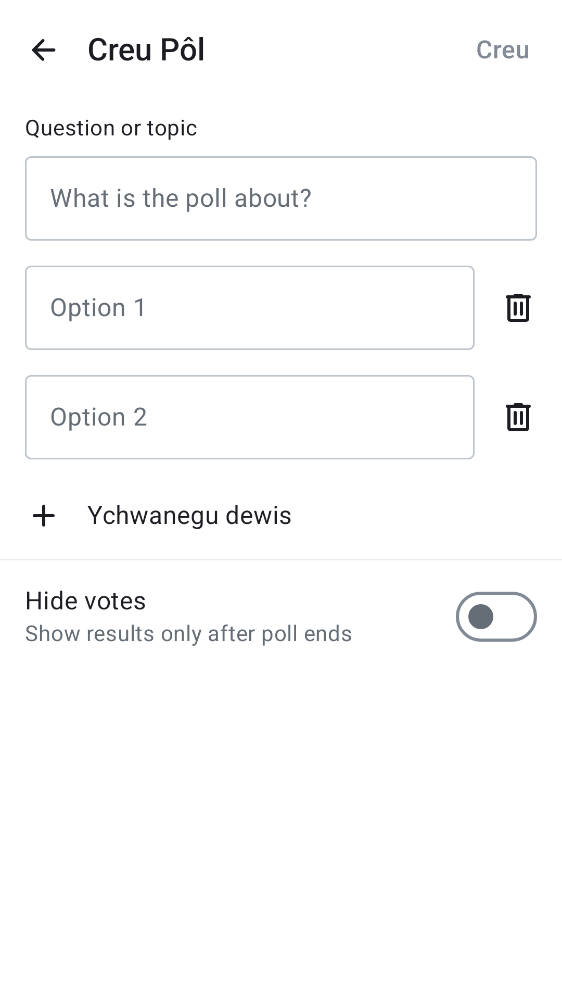 Creu Pôl
Creu
Question or topic
What is the poll about?
Option 1
Option 2
Ychwanegu dewis
Hide votes
Show results only after poll ends